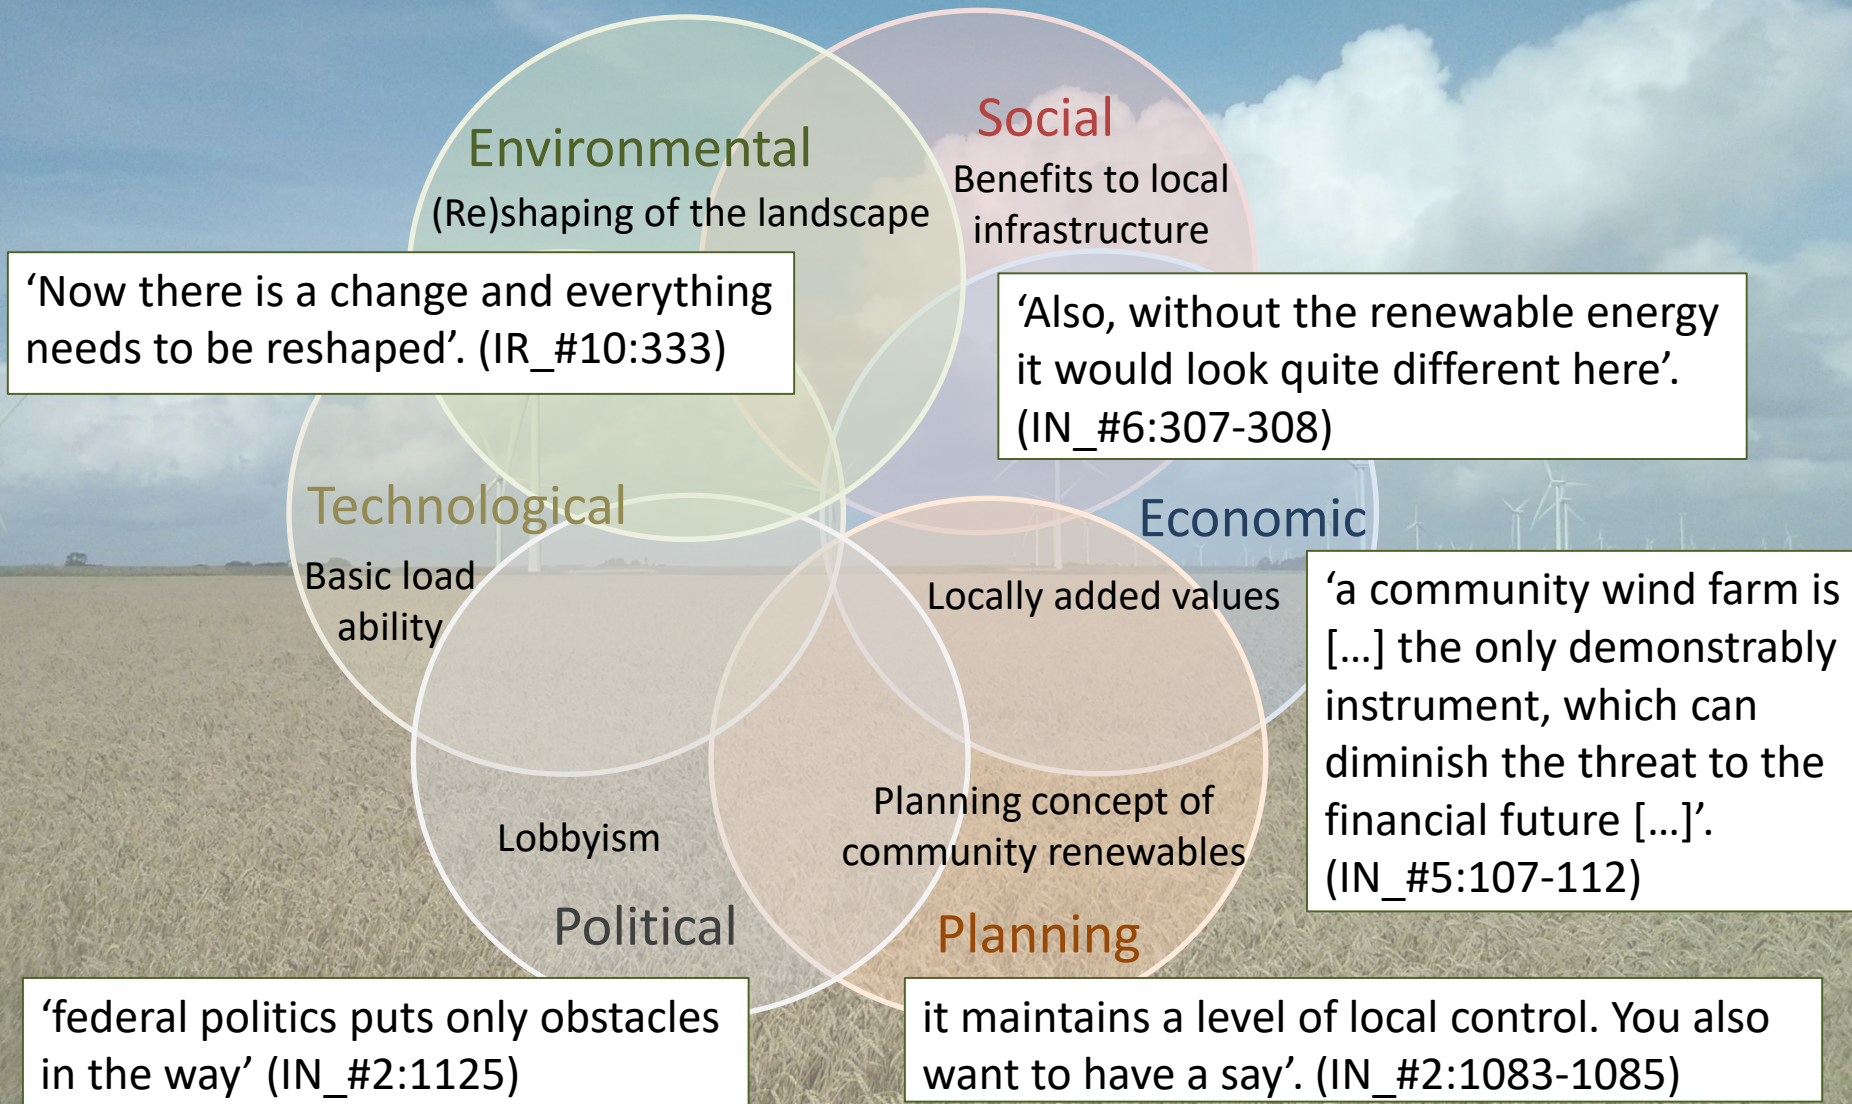 Environmental
(Re)shaping of the landscape
‘Now there is a change and everything
needs to be reshaped’. (IR_#10:333)
Social
Benefits to local
infrastructure
‘Also, without the renewable energy
it would look quite different here’.
(IN_#6:307-308)
Technological
Basic load
ability
Economic
Locally added values
‘a community wind farm is
[…] the only demonstrably
instrument, which can
diminish the threat to the
financial future […]’.
(IN_#5:107-112)
Lobbyism
Political
‘federal politics puts only obstacles
in the way’ (IN_#2:1125)
Planning concept of
community renewables
Planning
it maintains a level of local control. You also
want to have a say’. (IN_#2:1083-1085)